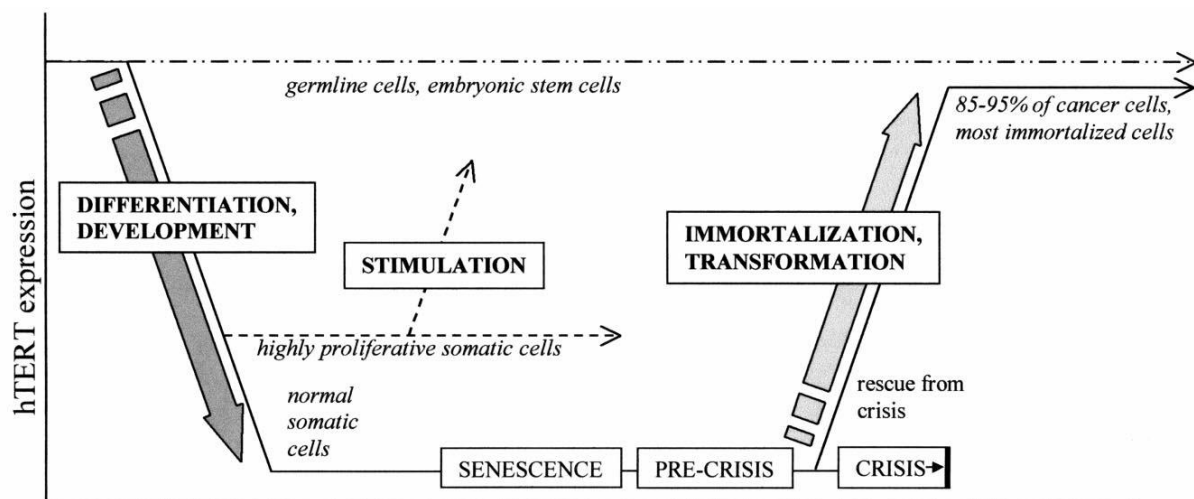 hTERT expression
germline cells, embryonic stem cells
85-95% of cancer cells,
most immortalized cells
DIFFERENTIATION,
DEVELOPMENT
STIMULATION
IMMORTALIZATION,
TRANSFORMATION
highly proliferative somatic cells
normal
somatic
cells
rescue from
crisis
SENESCENCE
PRE-CRISIS
CRISIS